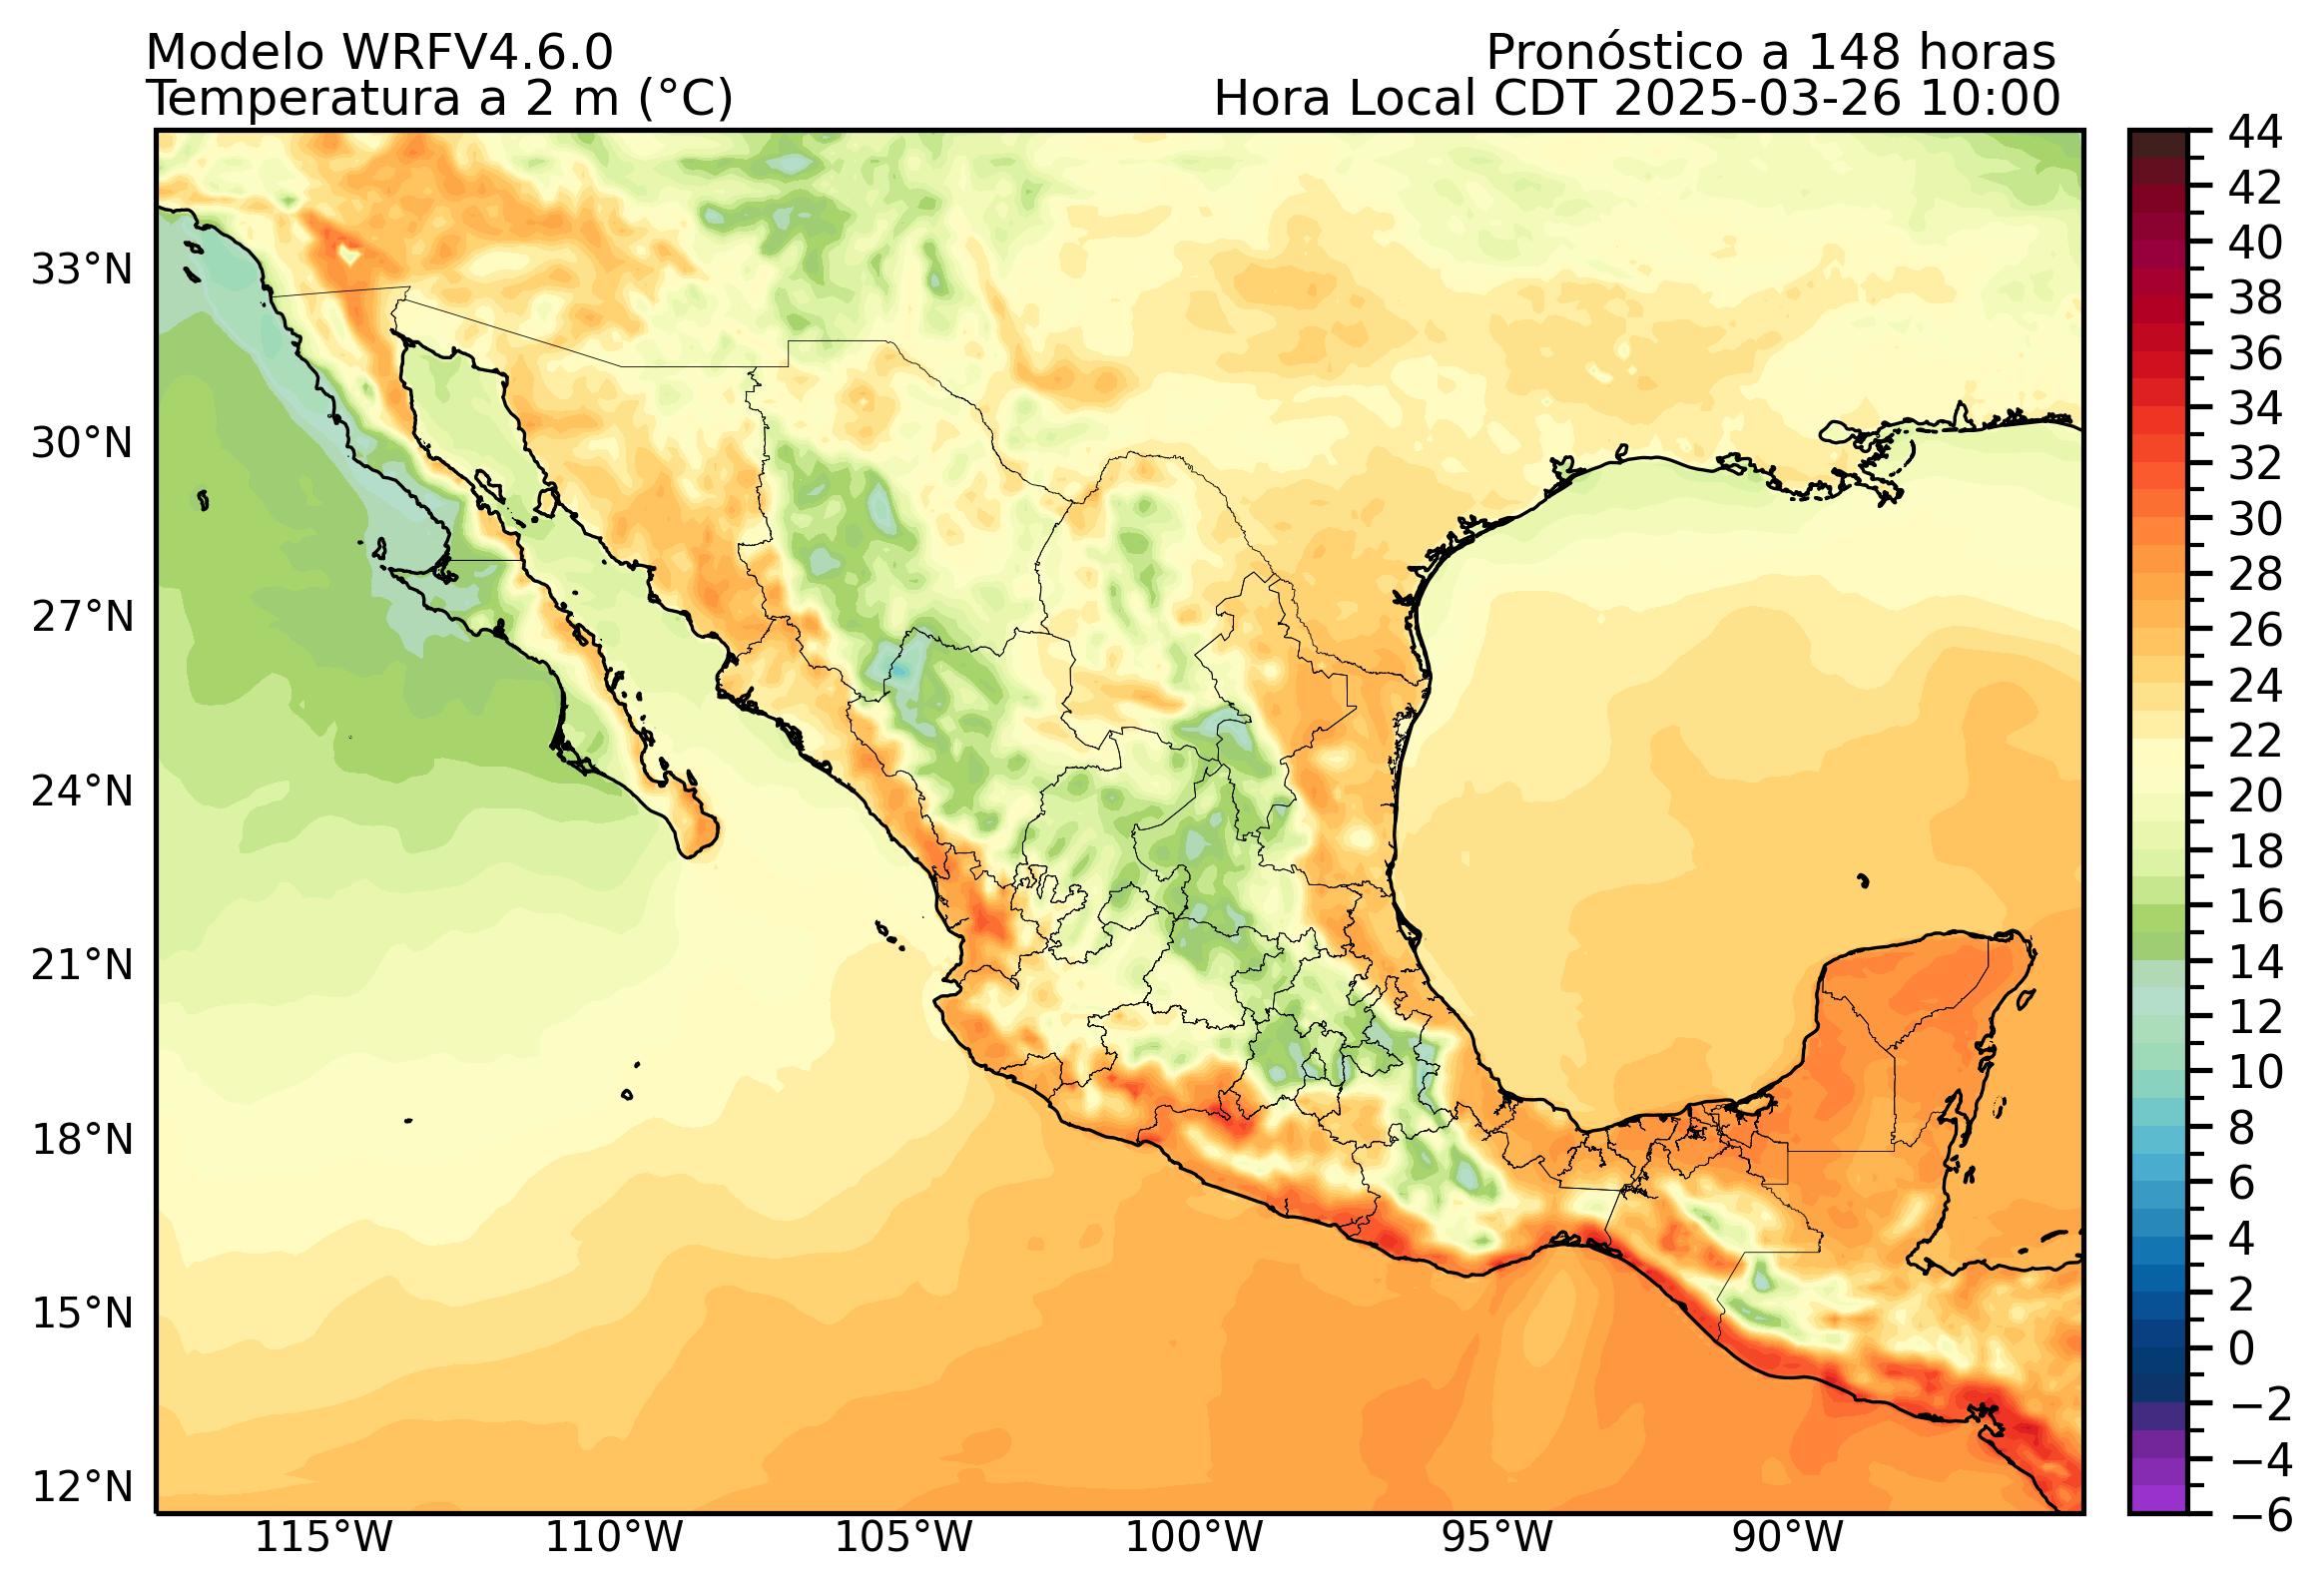 Modelo WRFV4.6.0
Pronóstico a 148 horas
Temperatura a 2 m (°C)
Hora Local CDT 2025-03-26 10:00
44
42
40
38
36
34
32
30
28
26
24
22
20
18
16
14
12
10
8
6
4
2
0
−2
−4
−6
33°N
30°N
27°N
24°N
21°N
18°N
15°N
12°N
115°W 110°W 105°W 100°W 95°W 90°W